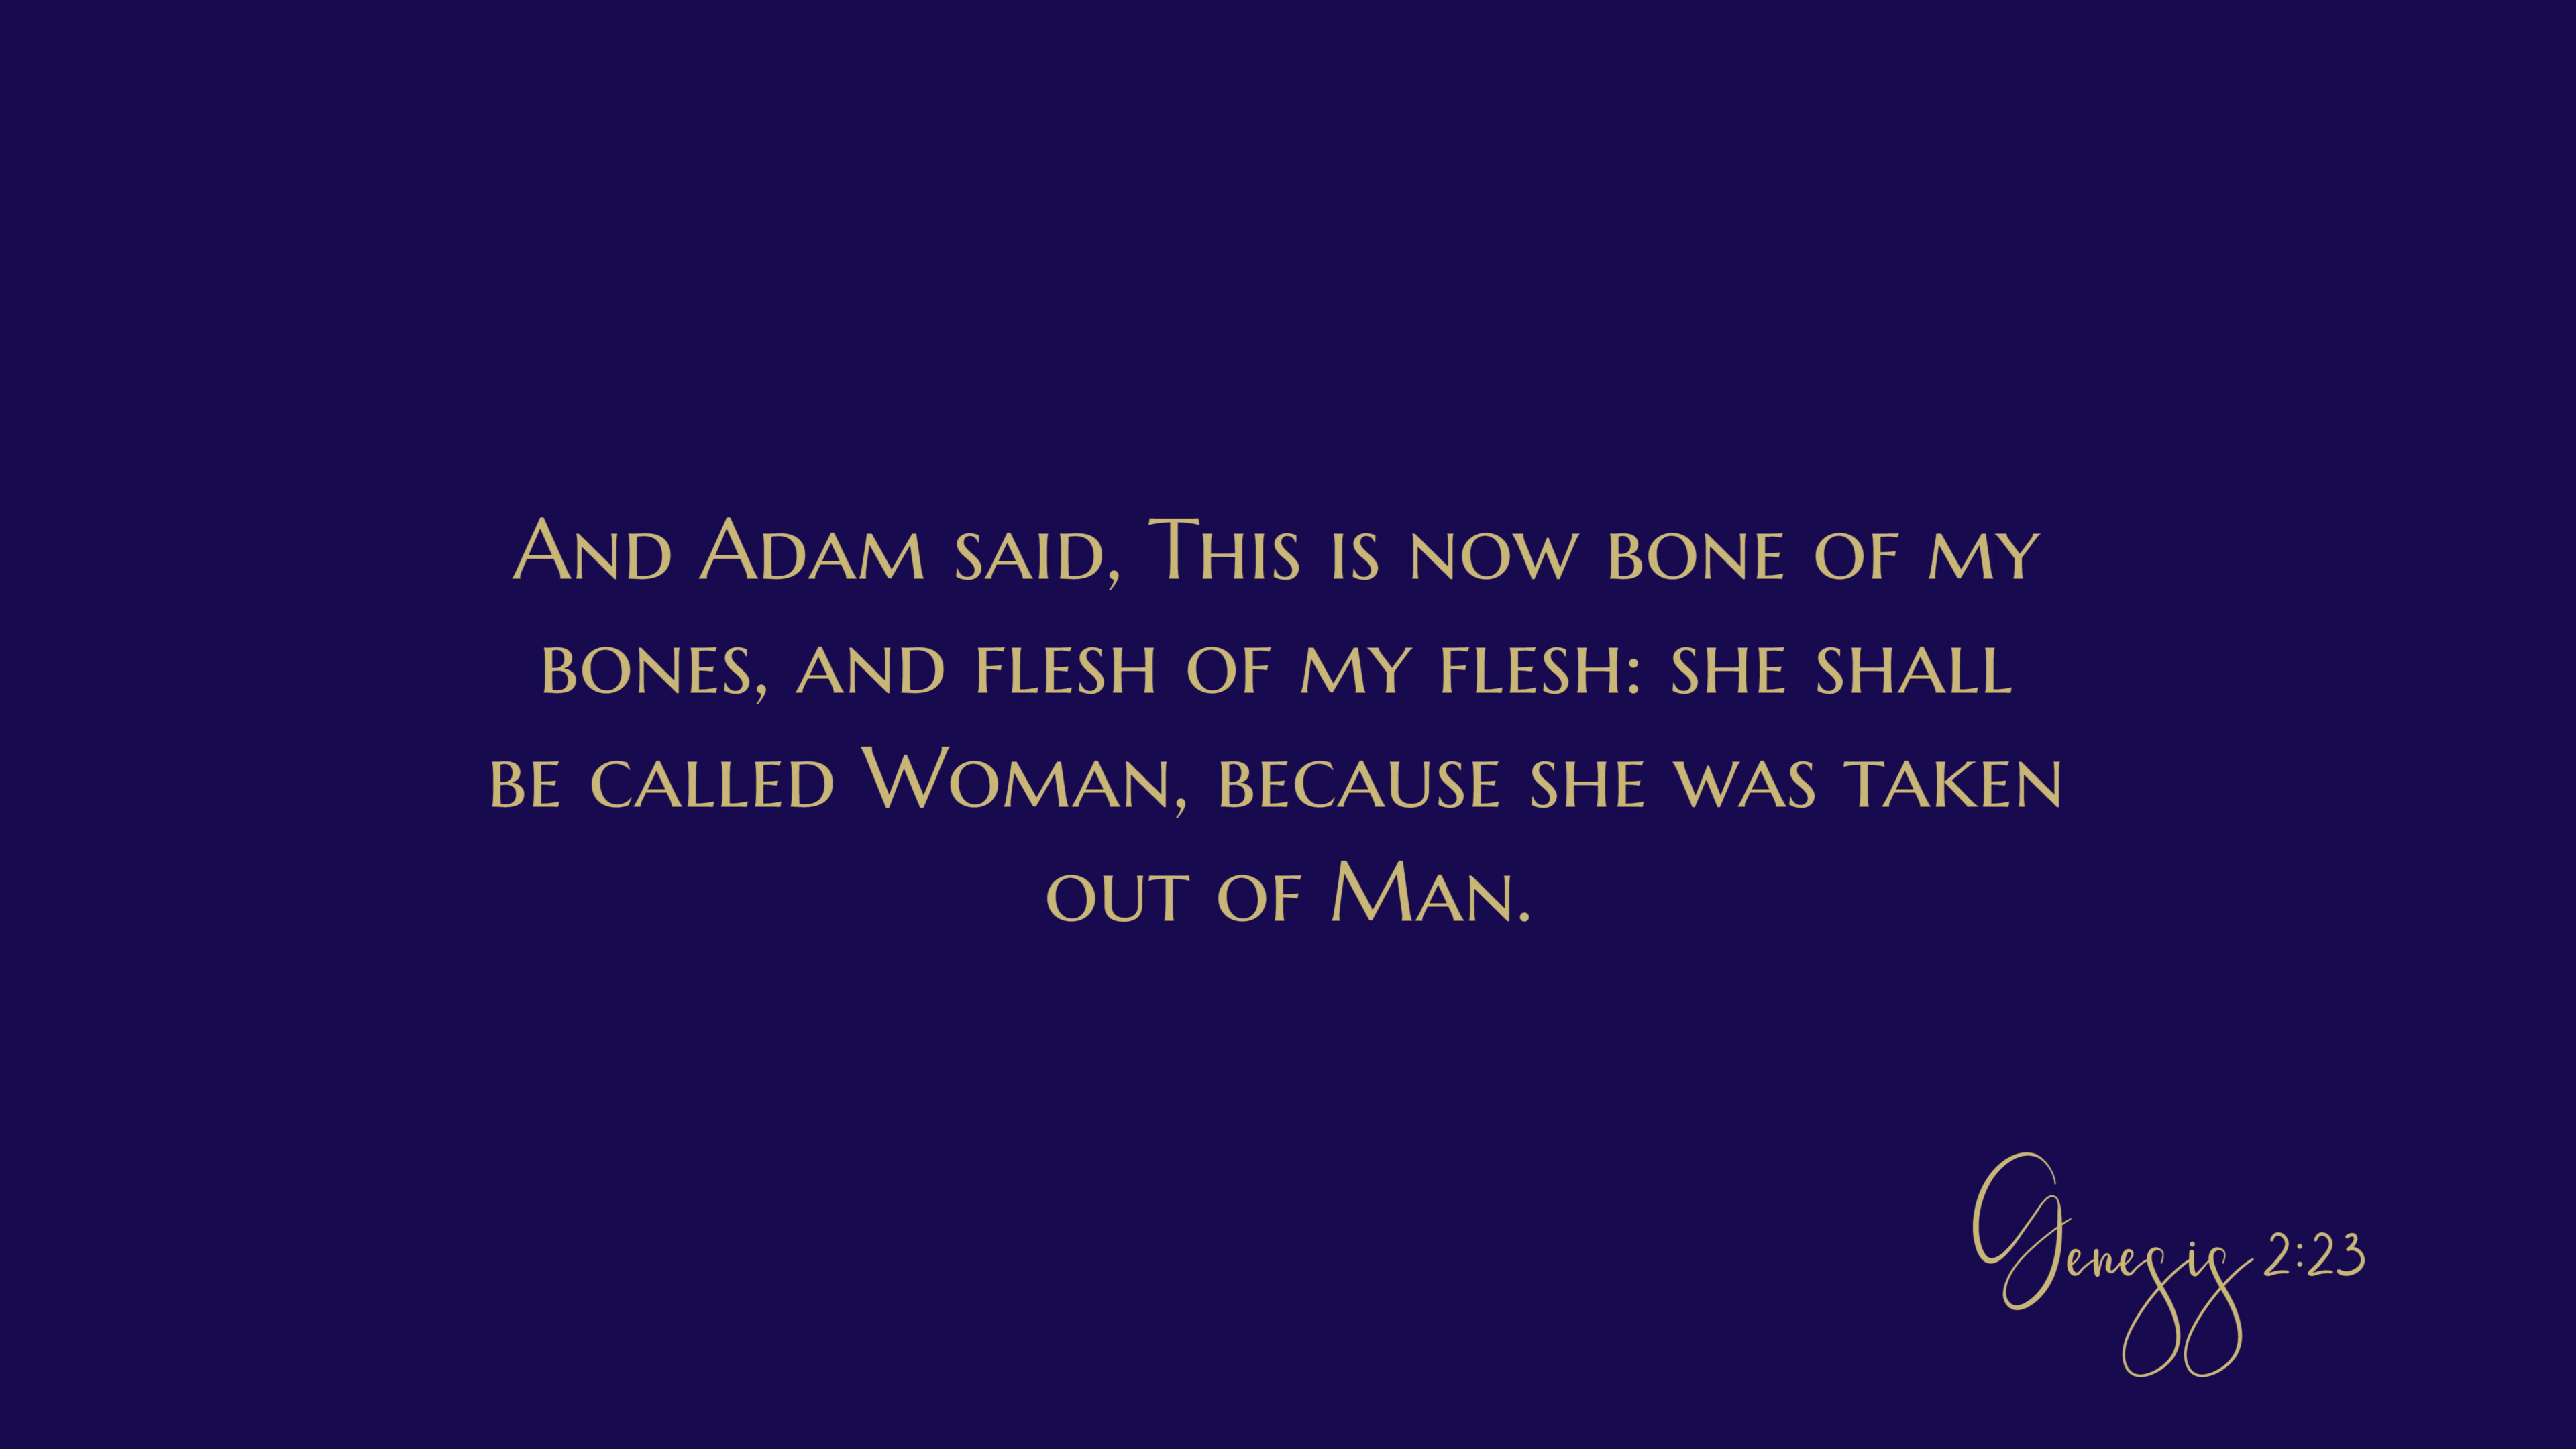 And Adam said, This is now bone of my
bones, and flesh of my flesh: she shall
be called Woman, because she was taken
out of Man.
Genesis 2:23